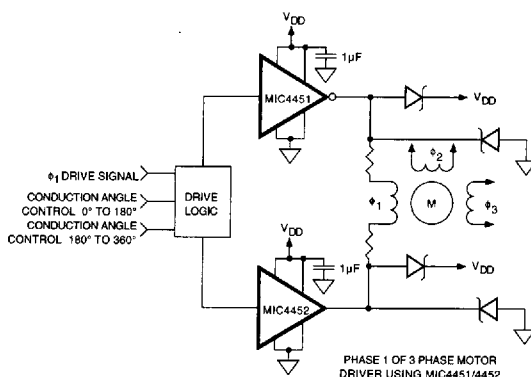 V_DD
1µF
MIC4451
V_DD
ϕ2
ϕ1 DRIVE SIGNAL
CONDUCTION ANGLE
CONTROL 0° TO 180°
CONDUCTION ANGLE
CONTROL 180° TO 360°
DRIVE
LOGIC
ϕ1
M
ϕ3
V_DD
1µF
V_DD
MIC4452
PHASE 1 OF 3 PHASE MOTOR
DRIVER USING MIC4451/4452